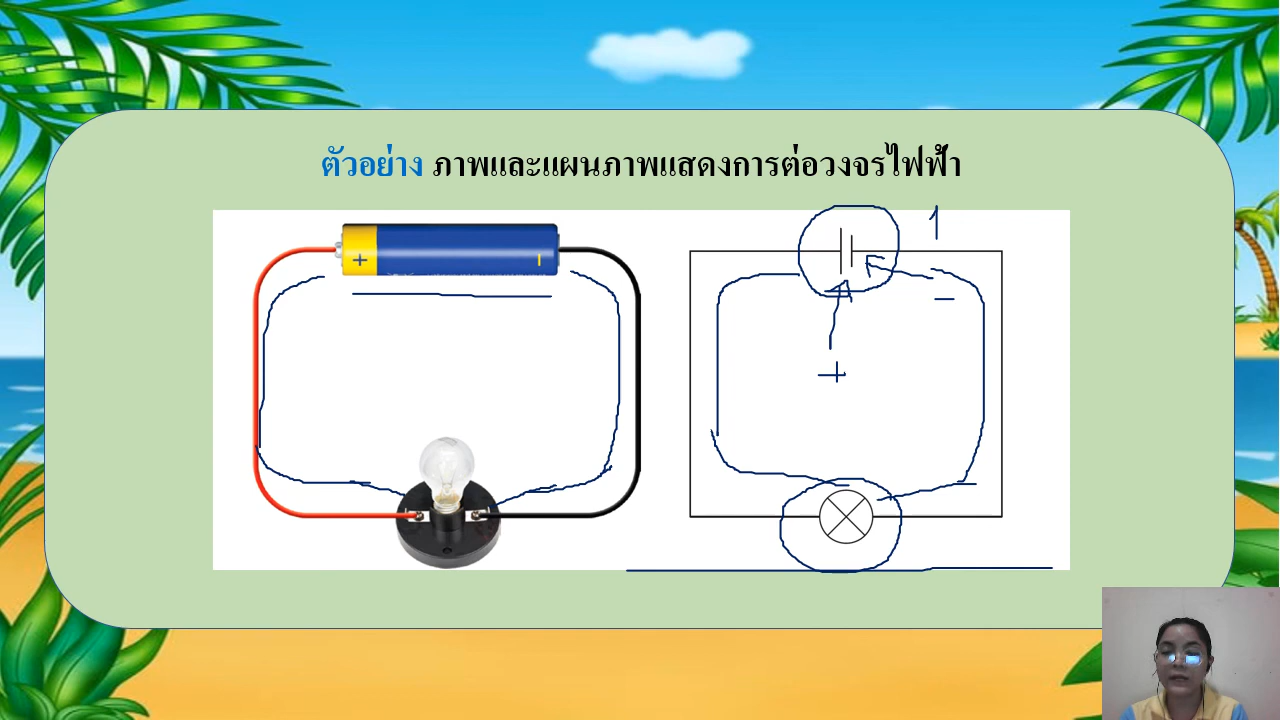 ตัวอย่าง ภาพและแผนภาพแสดงการต่อวงจรไฟฟ้า
+ -
1
-
+